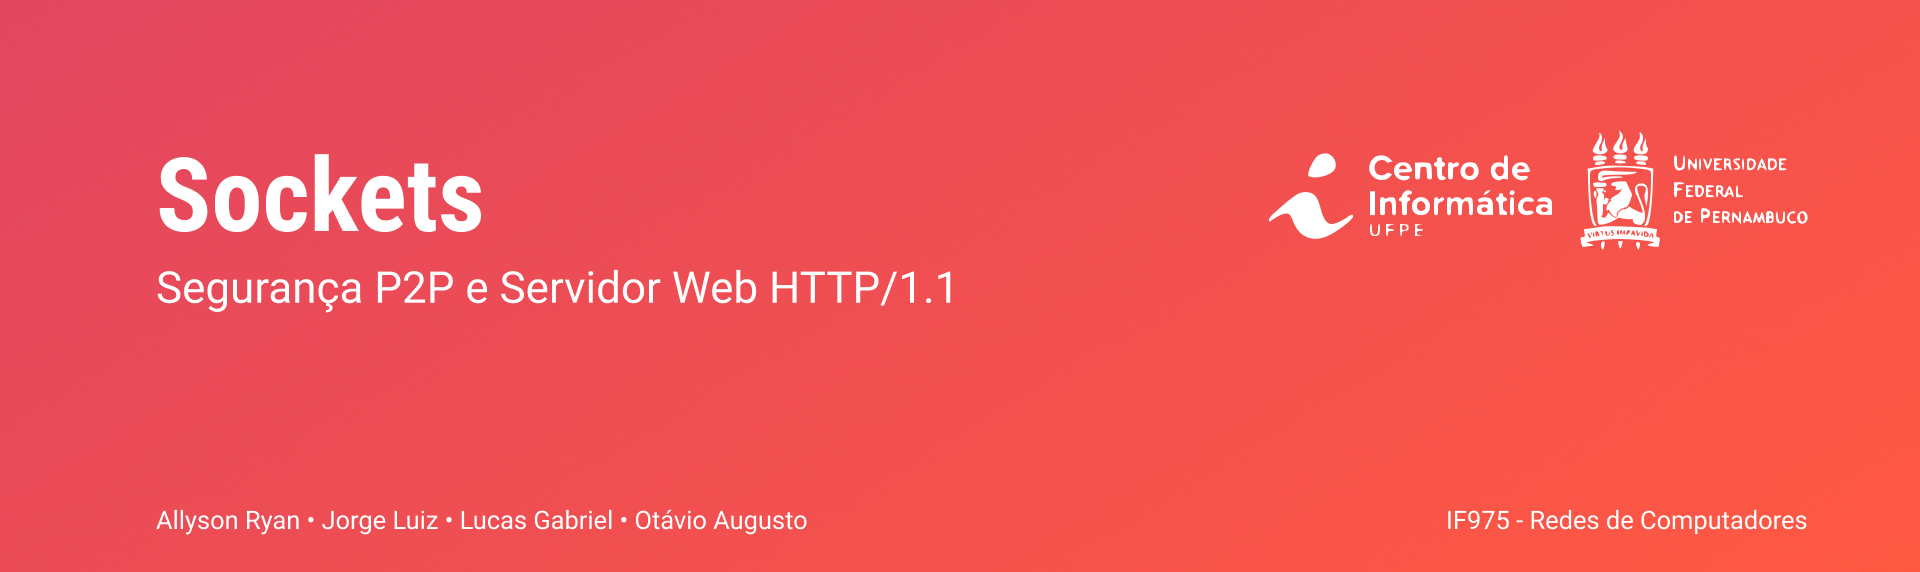 Sockets
Segurança P2P e Servidor Web HTTP/1.1
Centro de
Informática
UFPE
VIRTUS IMPAVIDA
UNIVERSIDADE
FEDERAL
DE PERNAMBUCO
Allyson Ryan • Jorge Luiz • Lucas Gabriel • Otávio Augusto
IF975 - Redes de Computadores